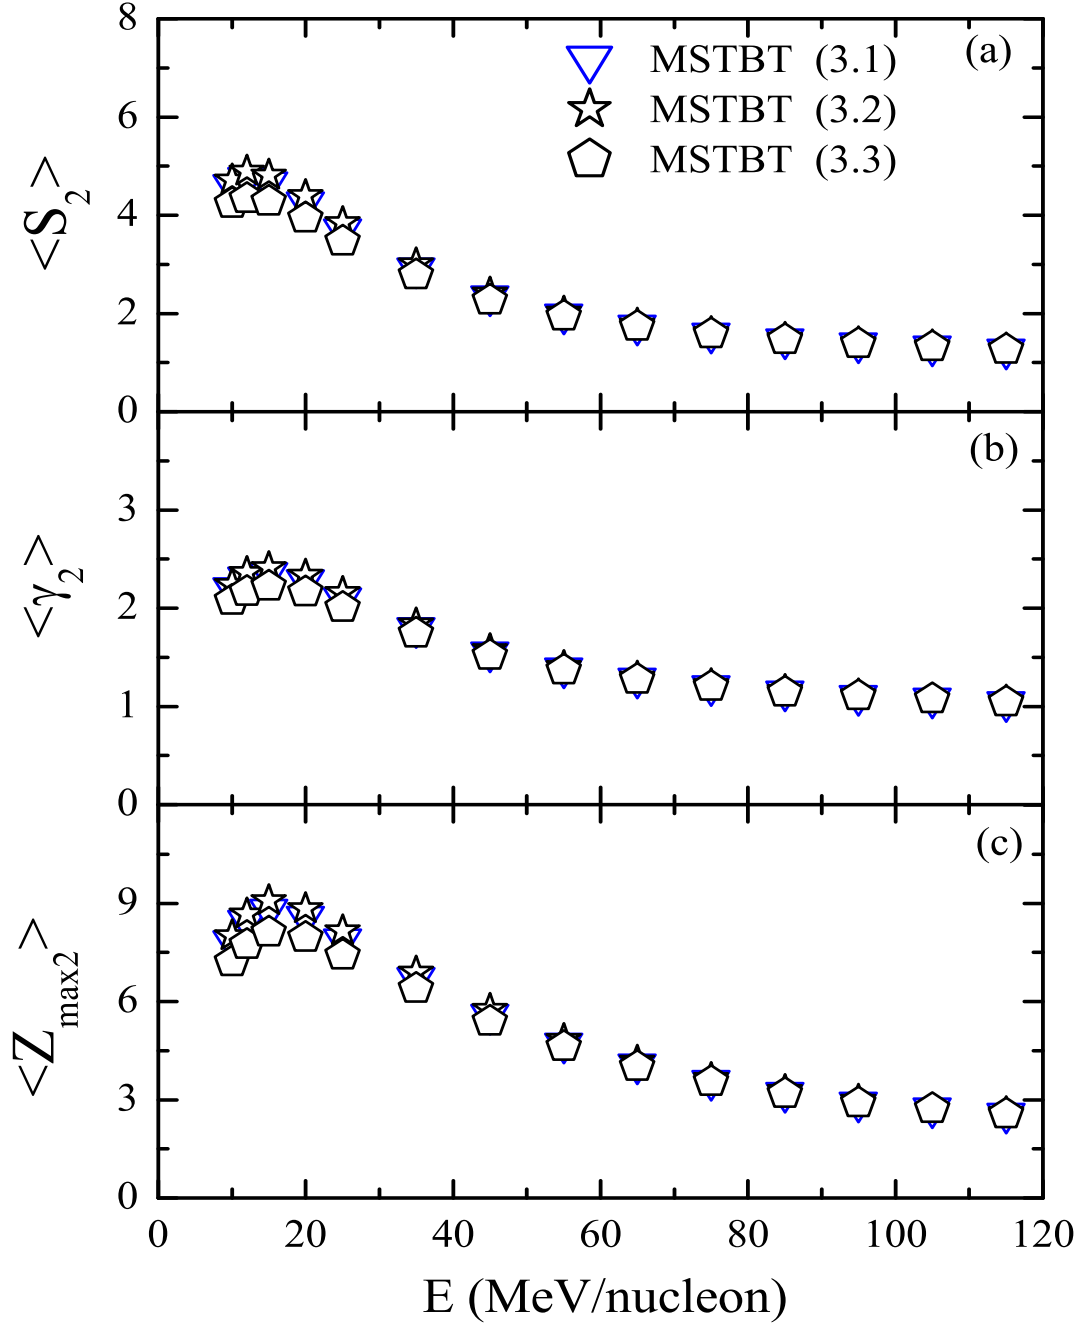 8
6
4
2
0
<S2>
MSTBT (3.1)
MSTBT (3.2)
MSTBT (3.3)
(a)
3
2
1
0
<γ2>
(b)
9
6
3
0
<Zmax2>
(c)
0 20 40 60 80 100 120
E (MeV/nucleon)